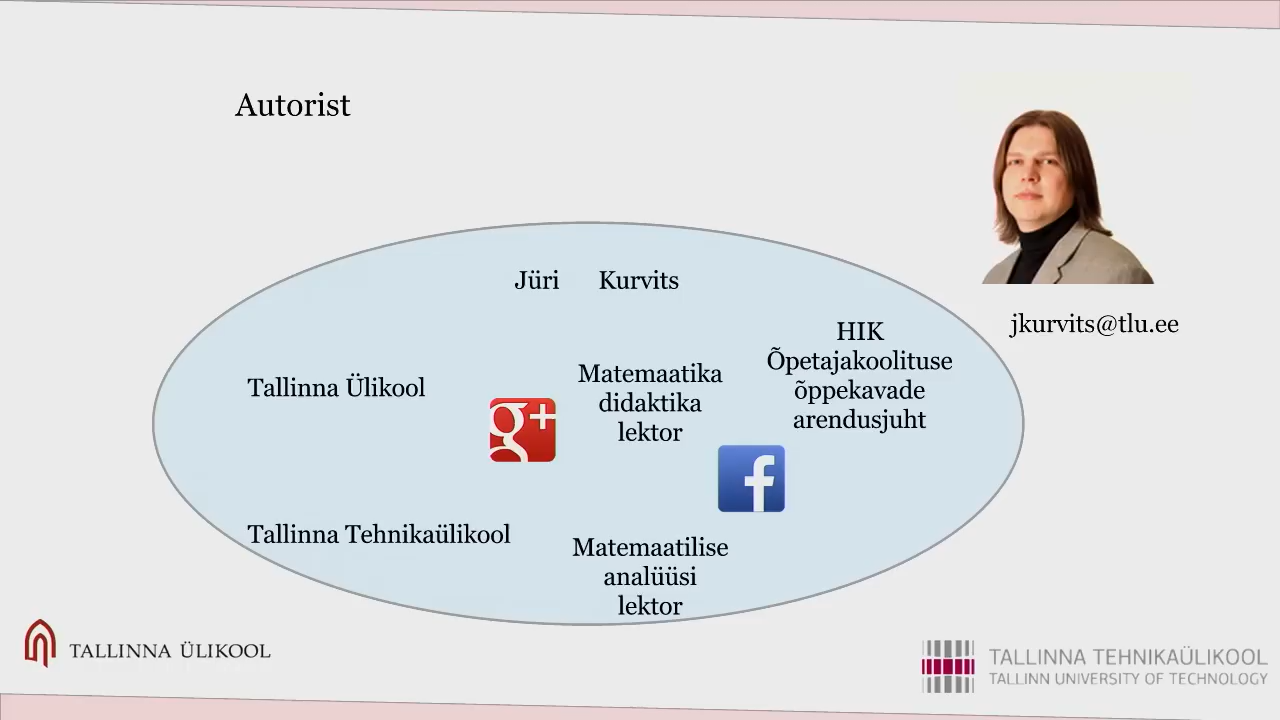 Autorist
Jüri Kurvits
jkurvits@tlu.ee
Tallinna Ülikool
Matemaatika
didaktika
lektor
HIK
Õpetajakoolituse
õppekavade
arendusjuht
g+
f
Tallinna Tehnikaülikool
Matemaatilise
analüüsi
lektor
TALLINNA ÜLIKOOL
TALLINNA TEHNIKAÜLIKOOL
TALLINN UNIVERSITY OF TECHNOLOGY